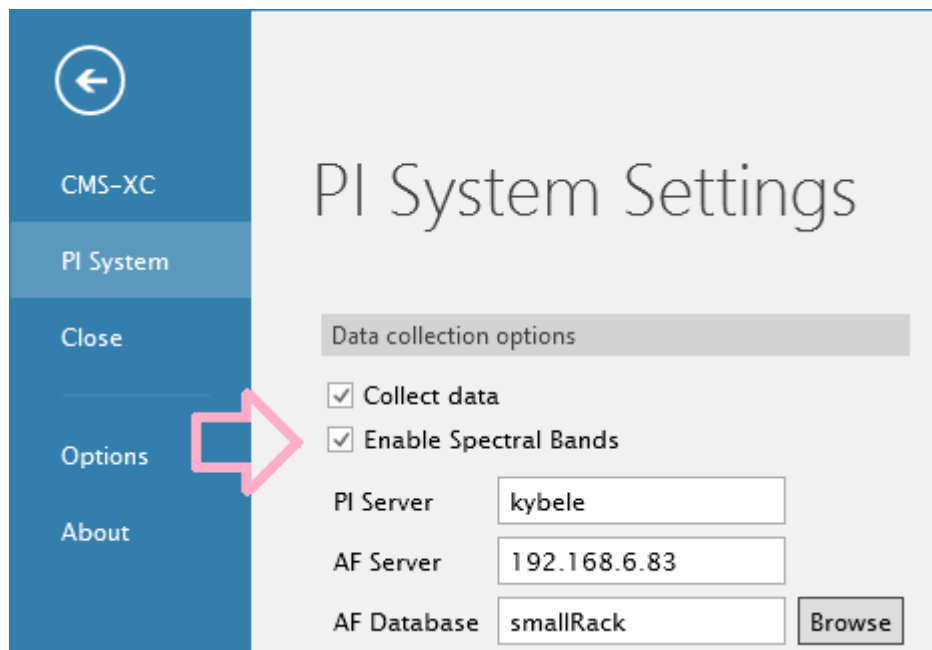 CMS-XC
PI System
Close
Options
About
PI System Settings
Data collection options
Collect data
Enable Spectral Bands
PI Server kybele
AF Server 192.168.6.83
AF Database smallRack Browse